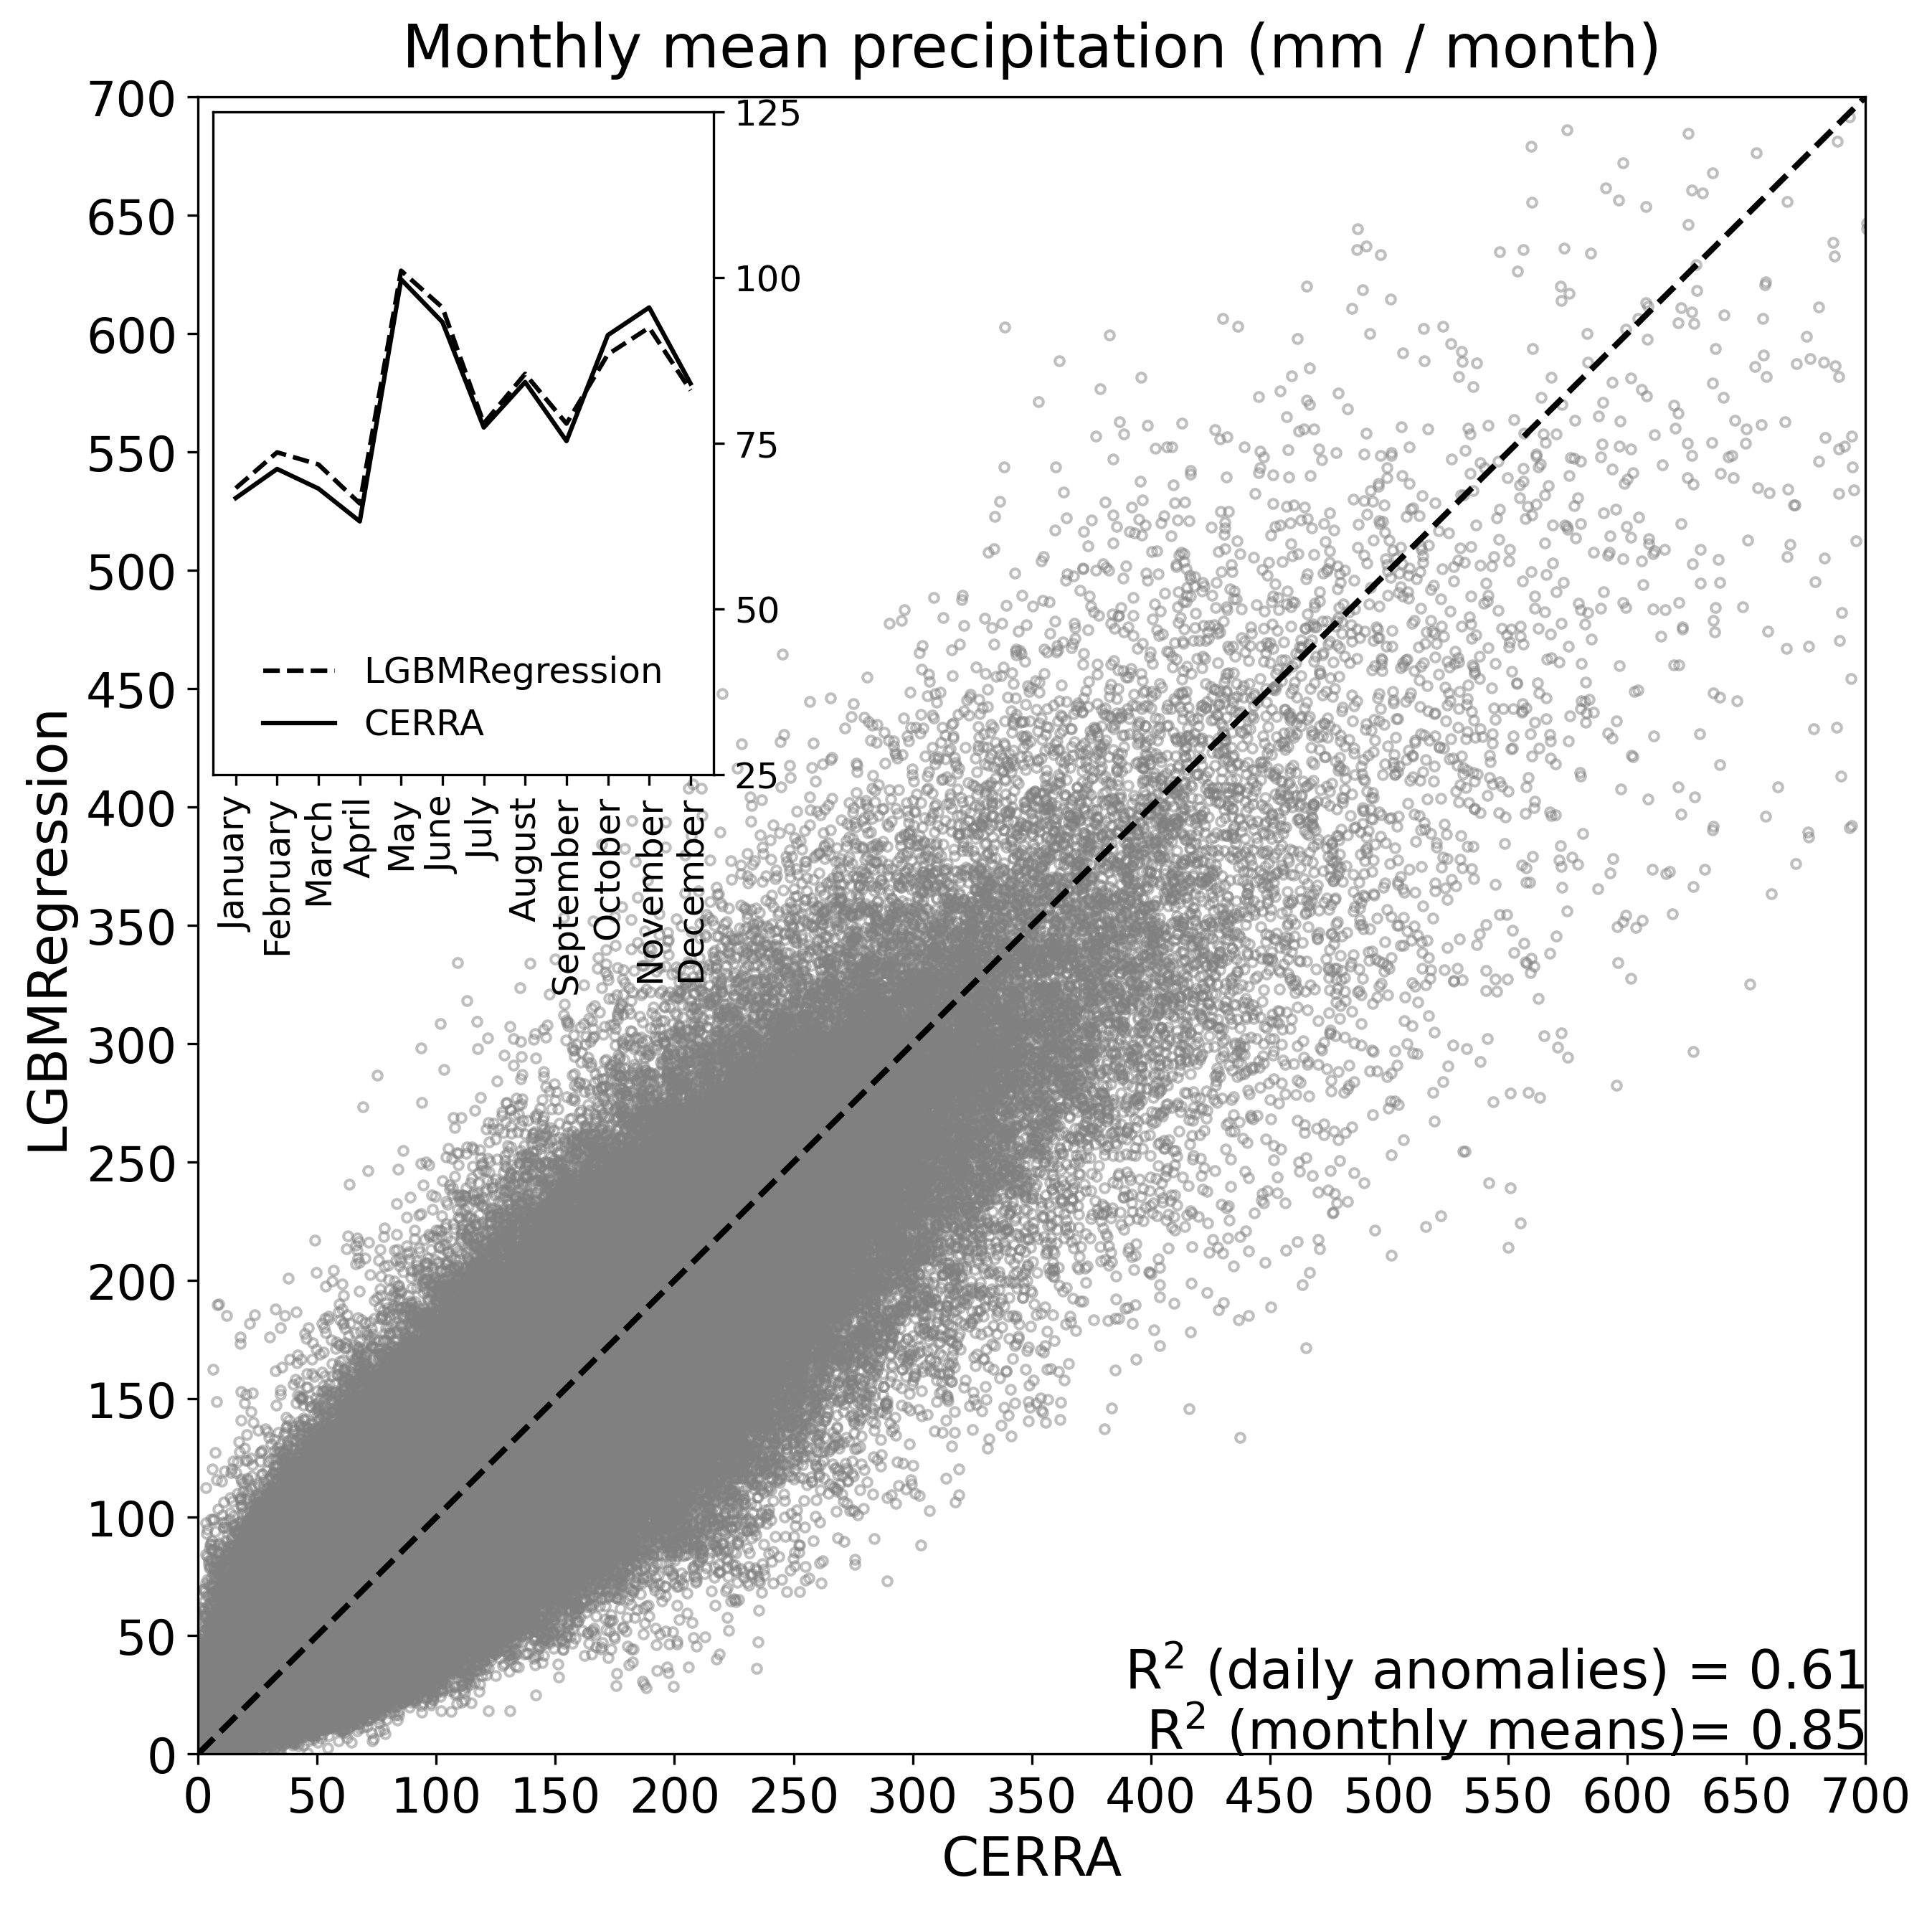 Monthly mean precipitation (mm / month)
700
650
600
550
500
450
400
350
300
250
200
150
100
50
0
LGBMRegression
125
100
75
50
25
LGBMRegression
CERRA
January
February
March
April
May
June
July
August
September
October
November
December
R² (daily anomalies) = 0.61
R² (monthly means)= 0.85
0 50 100 150 200 250 300 350 400 450 500 550 600 650 700
CERRA